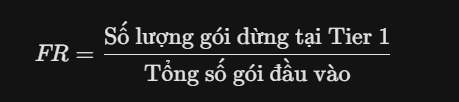 FR = Số lượng gói dừng tại Tier 1
Tổng số gói đầu vào